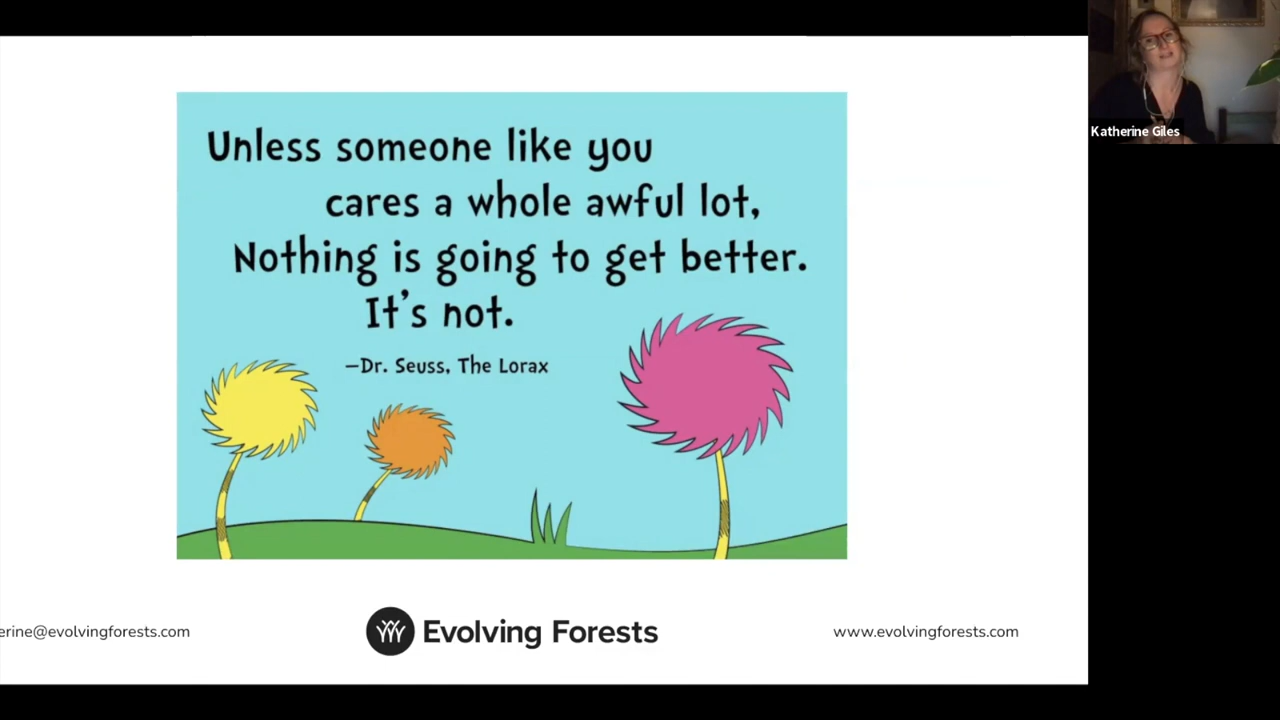 Unless someone like you
cares a whole awful lot,
Nothing is going to get better.
It's not.
–Dr. Seuss, The Lorax
erine@evolvingforests.com
Evolving Forests
www.evolvingforests.com
Katherine Giles